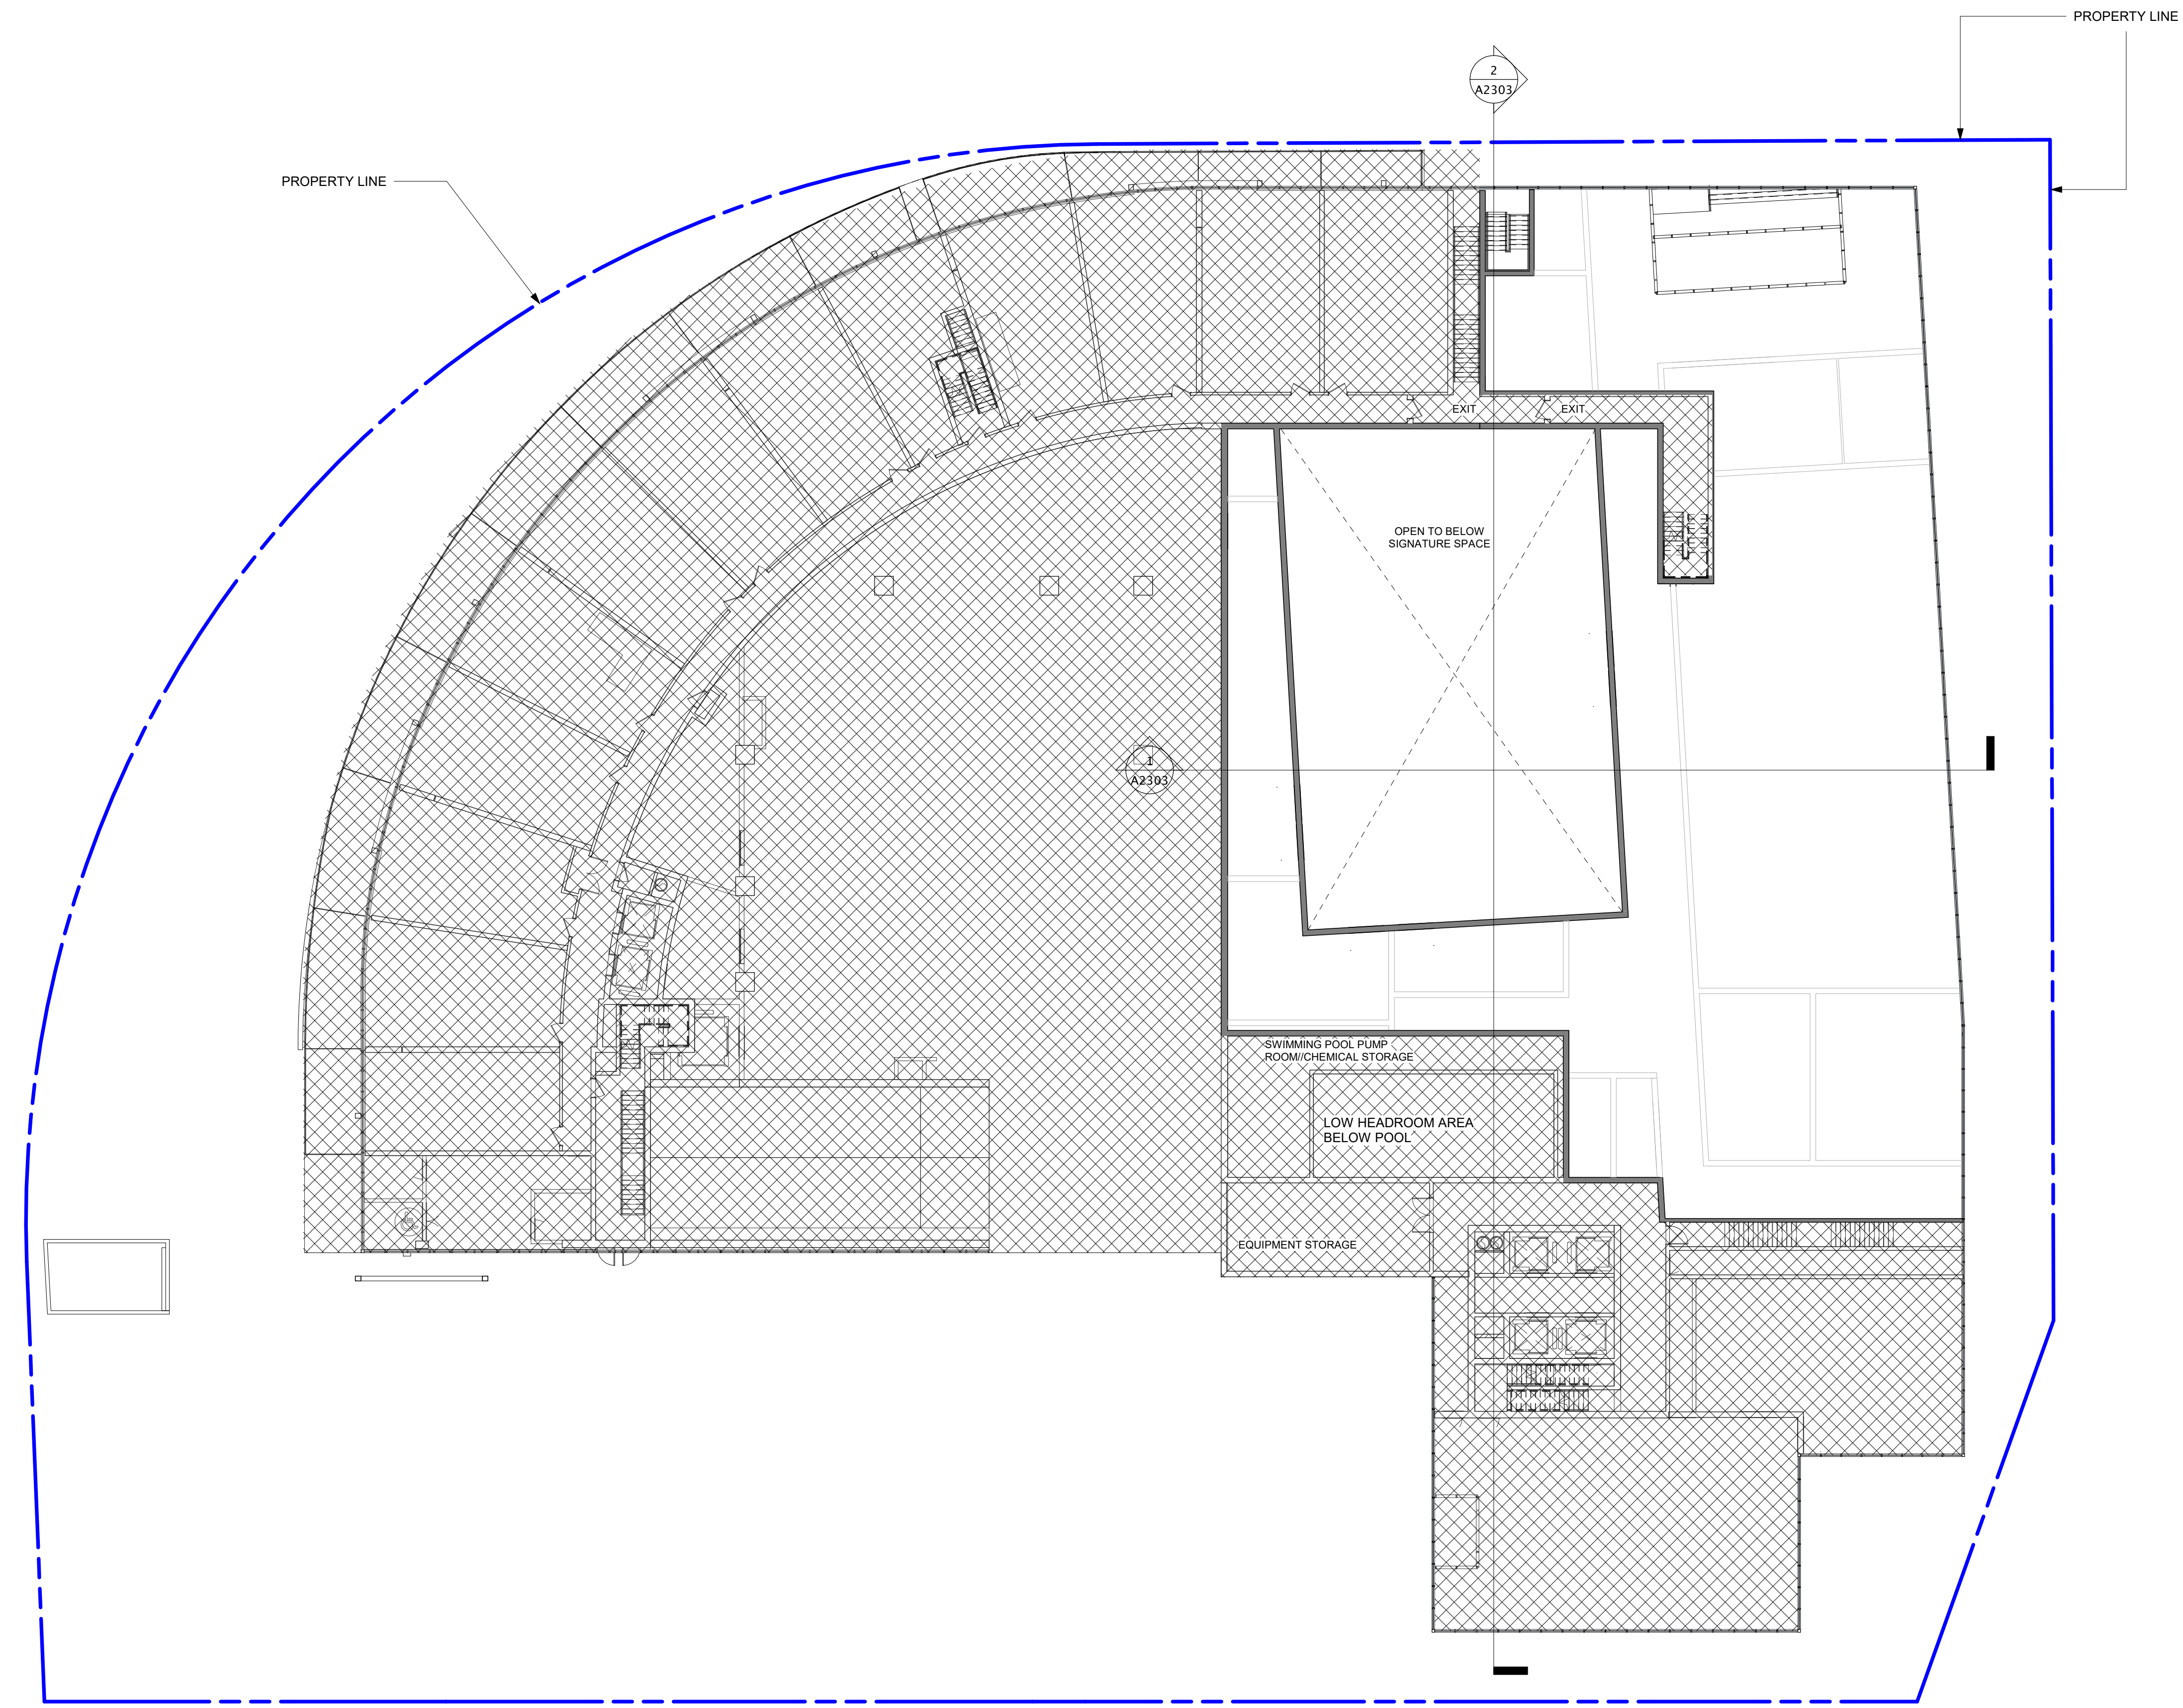 PROPERTY LINE
2
A2303
PROPERTY LINE
EXIT
EXIT
OPEN TO BELOW
SIGNATURE SPACE
1
A2303
SWIMMING POOL PUMP
ROOM//CHEMICAL STORAGE
LOW HEADROOM AREA
BELOW POOL
EQUIPMENT STORAGE